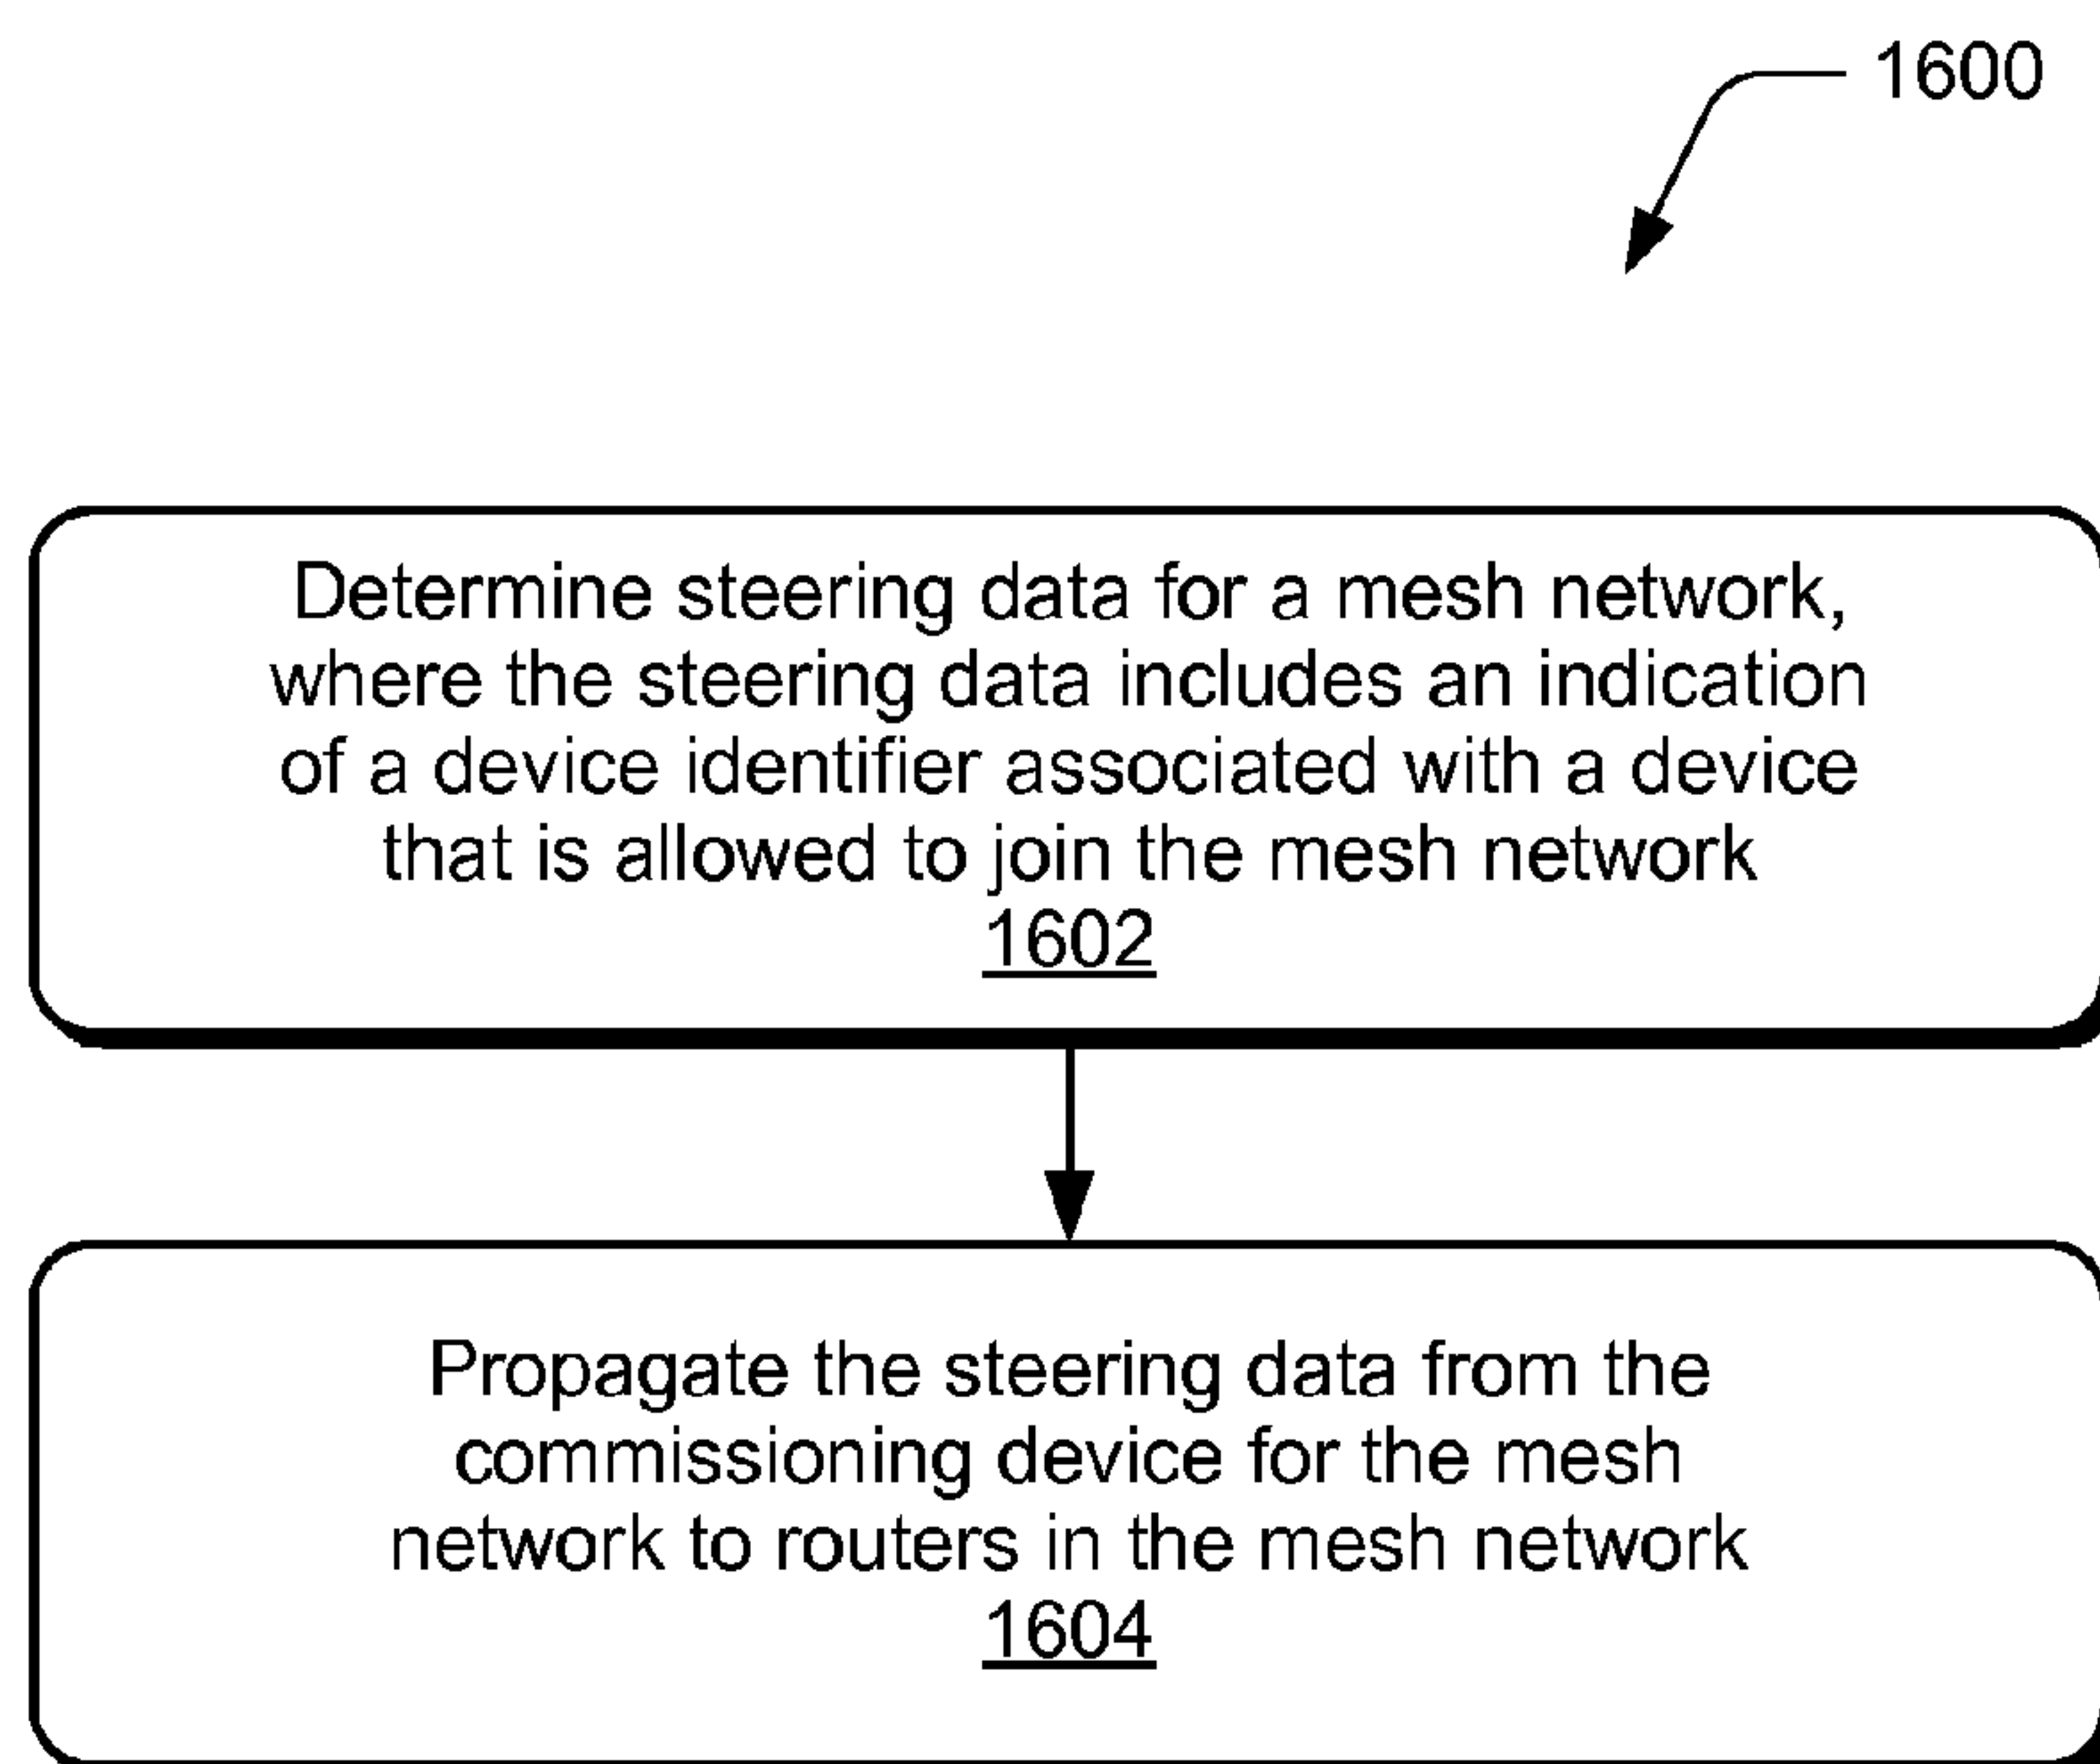 1600
Determine steering data for a mesh network,
where the steering data includes an indication
of a device identifier associated with a device
that is allowed to join the mesh network
1602
Propagate the steering data from the
commissioning device for the mesh
network to routers in the mesh network
1604